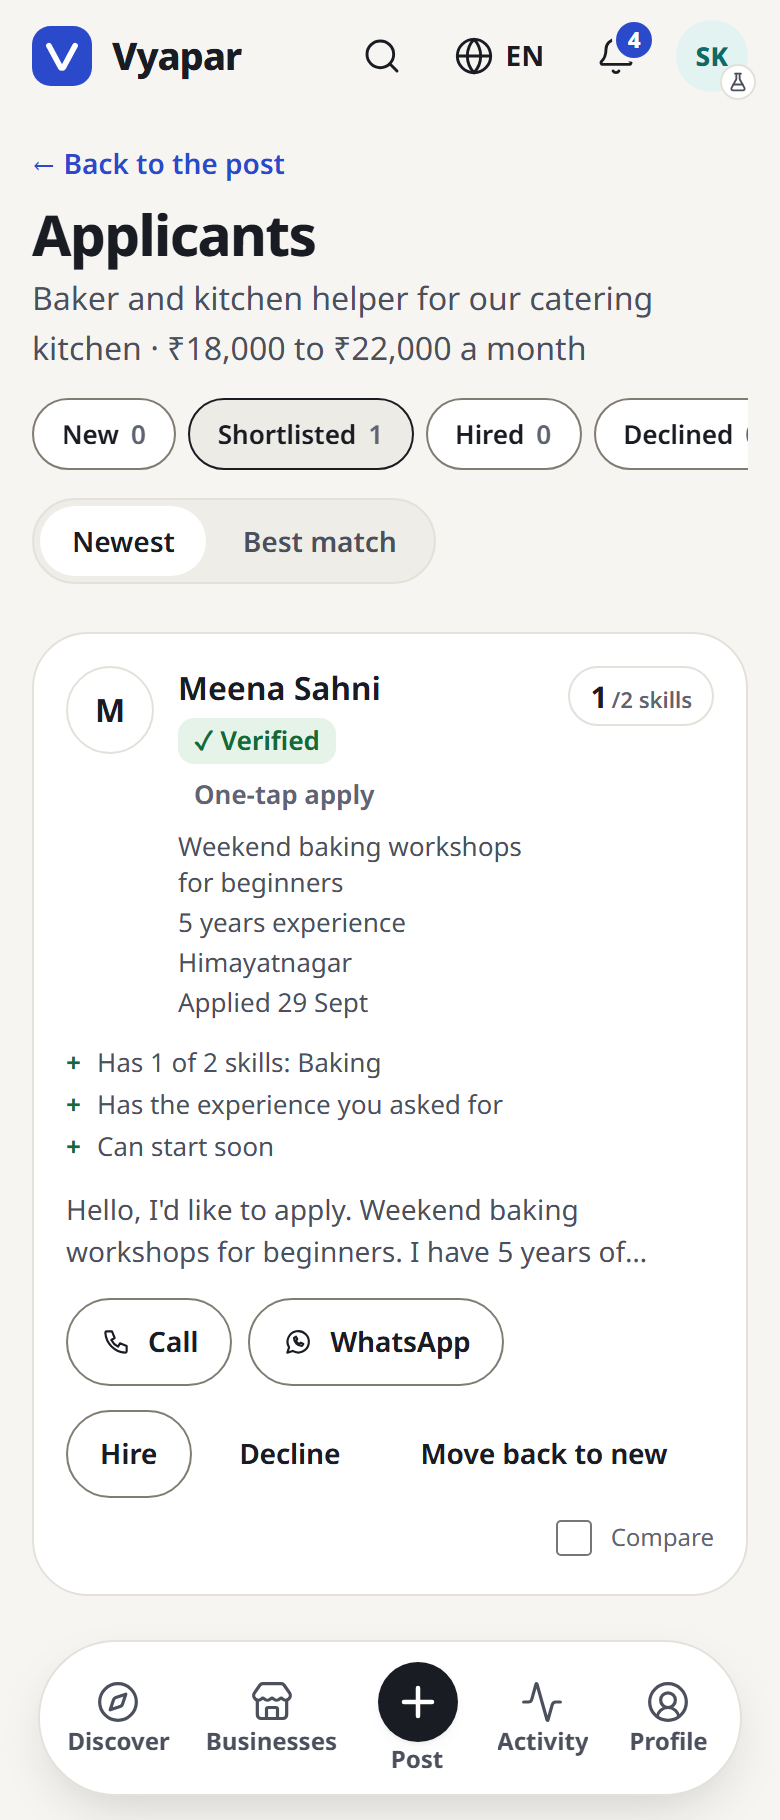 Vyapar
EN
4
SK
← Back to the post
Applicants
Baker and kitchen helper for our catering
kitchen · ₹18,000 to ₹22,000 a month
New 0
Shortlisted 1
Hired 0
Declined
Newest
Best match
M
Meena Sahni
1/2 skills
✓ Verified
One-tap apply
Weekend baking workshops
for beginners
5 years experience
Himayatnagar
Applied 29 Sept
+ Has 1 of 2 skills: Baking
+ Has the experience you asked for
+ Can start soon
Hello, I'd like to apply. Weekend baking
workshops for beginners. I have 5 years of...
Call
WhatsApp
Hire
Decline
Move back to new
Compare
Discover
Businesses
Post
Activity
Profile